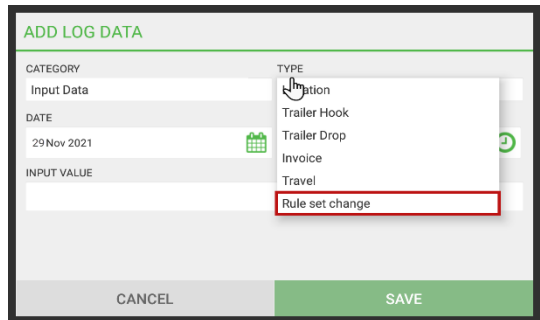 ADD LOG DATA
CATEGORY
TYPE
Input Data
DATE
Trailer Hook
29 Nov 2021
Trailer Drop
Invoice
INPUT VALUE
Travel
Rule set change
CANCEL
SAVE